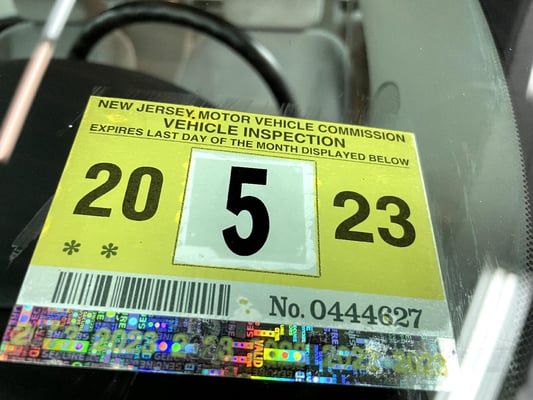 NEW JERSEY MOTOR VEHICLE COMMISSION
VEHICLE INSPECTION
EXPIRES LAST DAY OF THE MONTH DISPLAYED BELOW
20 5 23
* *
No. 0444627
2023